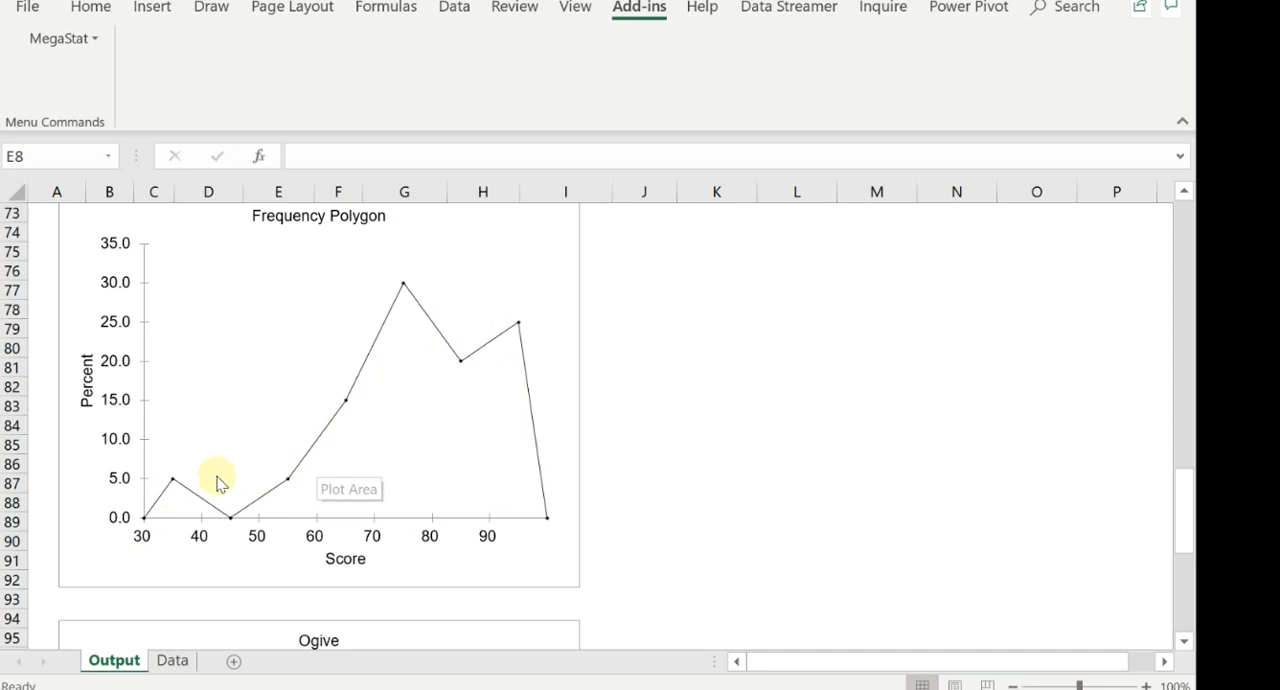 File Home Insert Draw Page Layout Formulas Data Review View Add-ins Help Data Streamer Inquire Power Pivot Search
MegaStat
Menu Commands
E8 fx
A B C D E F G H I J K L M N O P
73
74
75
76
77
78
79
80
81
82
83
84
85
86
87
88
89
90
91
92
93
94
95
Frequency Polygon
35.0
30.0
25.0
20.0
15.0
10.0
5.0
0.0
Percent
Plot Area
30 40 50 60 70 80 90
Score
Ogive
Output Data
Ready 100%